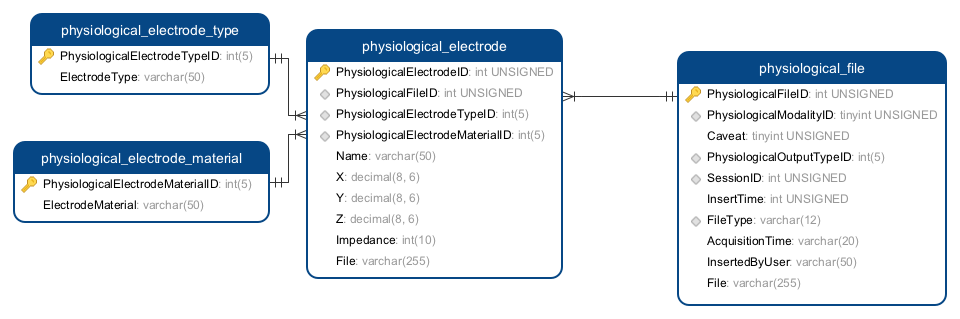 physiological_electrode_type
PhysiologicalElectrodeTypeID: int(5)
ElectrodeType: varchar(50)
physiological_electrode_material
PhysiologicalElectrodeMaterialID: int(5)
ElectrodeMaterial: varchar(50)
physiological_electrode
PhysiologicalElectrodeID: int UNSIGNED
PhysiologicalFileID: int UNSIGNED
PhysiologicalElectrodeTypeID: int(5)
PhysiologicalElectrodeMaterialID: int(5)
Name: varchar(50)
X: decimal(8, 6)
Y: decimal(8, 6)
Z: decimal(8, 6)
Impedance: int(10)
File: varchar(255)
physiological_file
PhysiologicalFileID: int UNSIGNED
PhysiologicalModalityID: tinyint UNSIGNED
Caveat: tinyint UNSIGNED
PhysiologicalOutputTypeID: int(5)
SessionID: int UNSIGNED
InsertTime: int UNSIGNED
FileType: varchar(12)
AcquisitionTime: varchar(20)
InsertedByUser: varchar(50)
File: varchar(255)